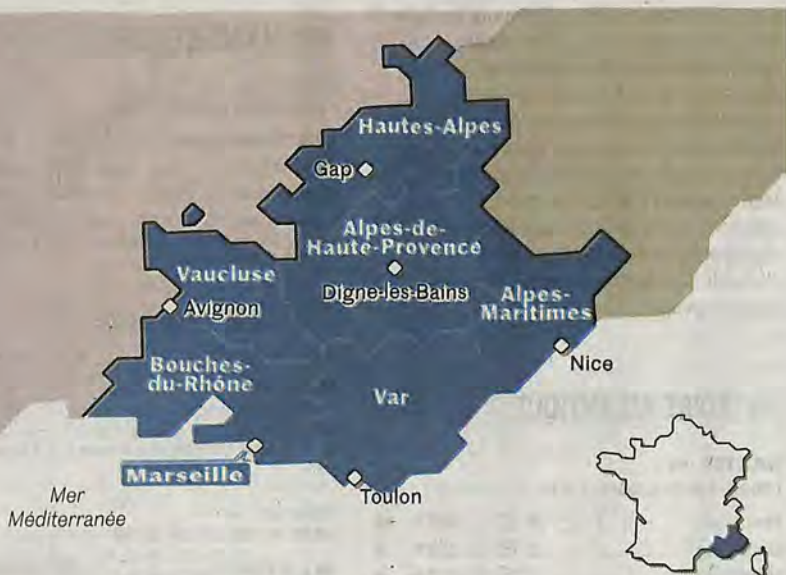 Hautes-Alpes
Gap
Alpes-de-
Haute-Provence
Vaucluse
Digne-les-Bains
Alpes-
Maritimes
Avignon
Bouches-
du-Rhône
Nice
Var
Marseille
Toulon
Mer
Méditerranée